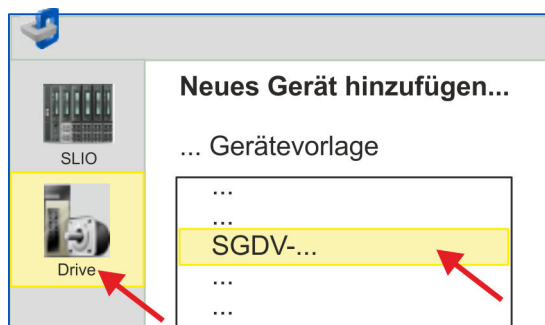 Neues Gerät hinzufügen...
SLIO
... Gerätevorlage
...
...
SGDV-...
Drive
...
...